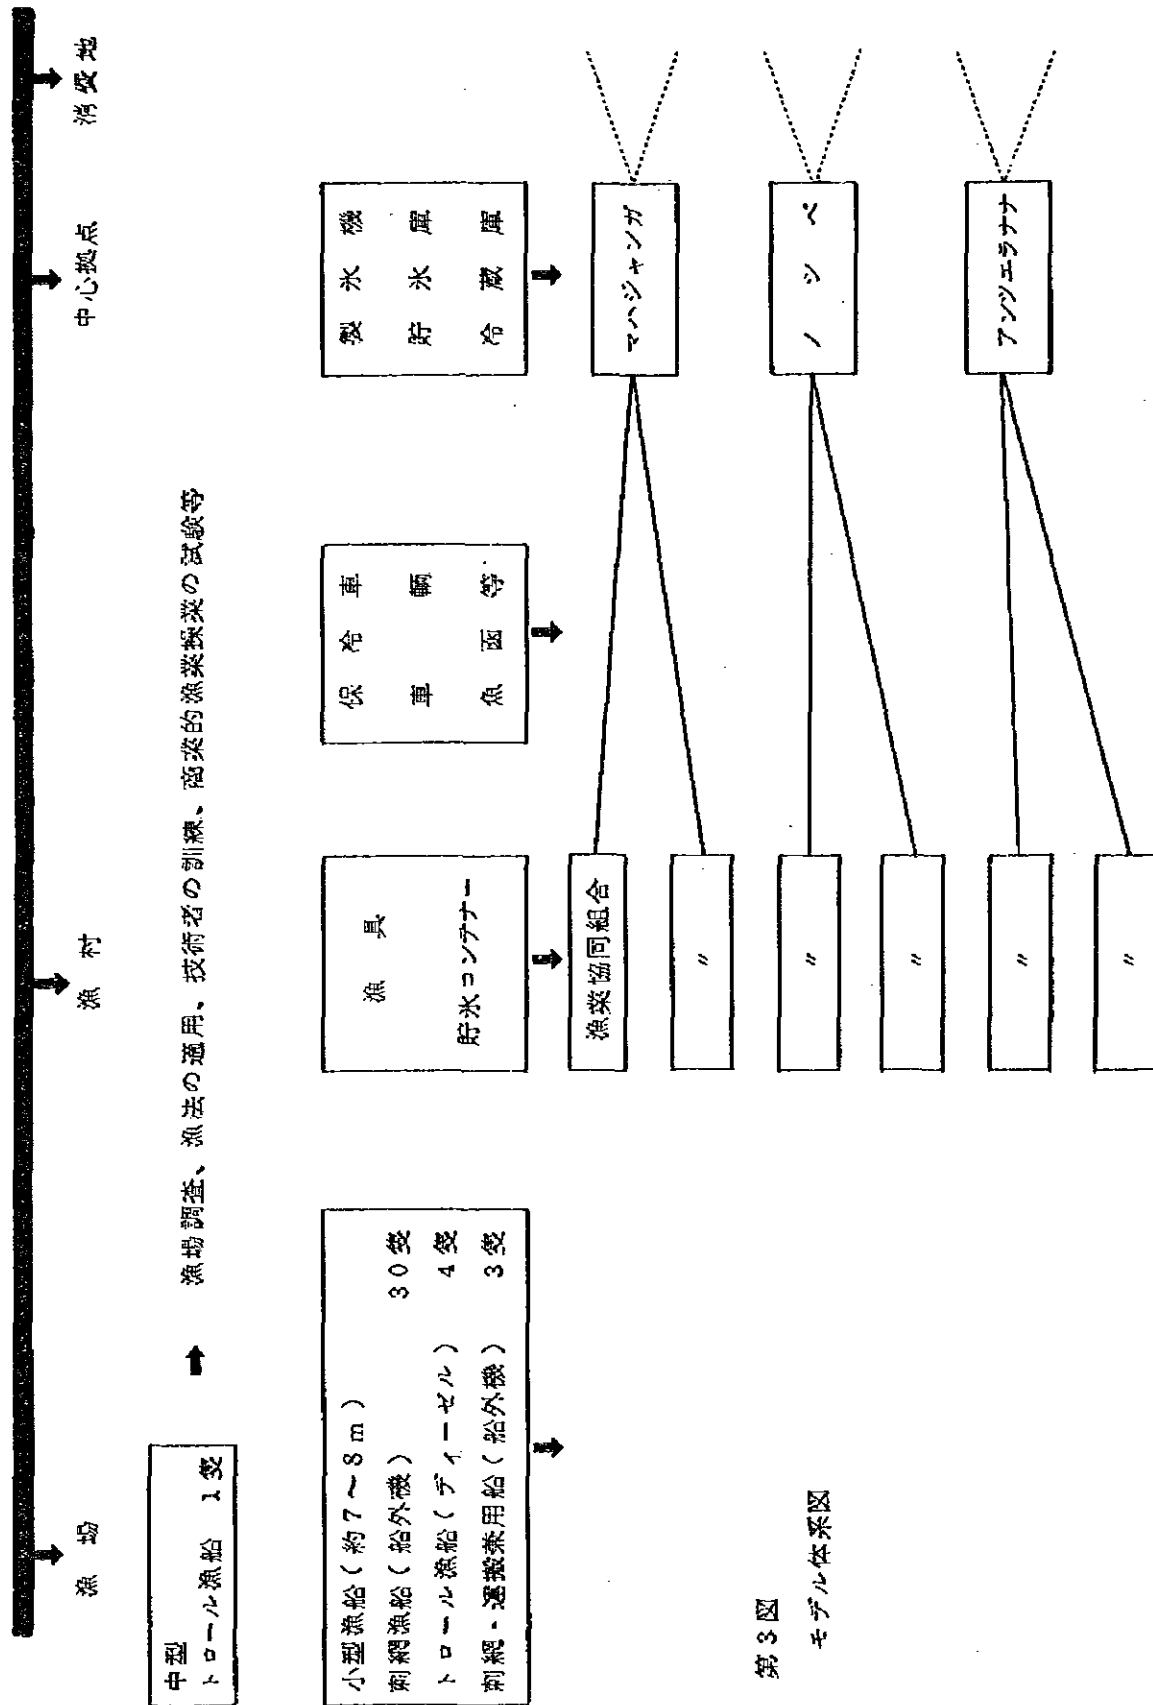 漁場
漁村
中心拠点
消費地
中型
トロール漁船 1隻
漁場調査、漁法の適用、技術者の訓練、商業的漁業操業の試験等
小型漁船(約7~8m)
刺網漁船(船外機) 30隻
トロール漁船(ディーゼル) 4隻
刺網・運搬兼用船(船外機) 3隻
漁具
貯氷コンテナー
保冷車
車輌
魚函等
製氷機
貯氷庫
冷蔵庫
漁業協同組合
〃
〃
〃
〃
〃
マハジャンガ
ノシベ
アンツエラナナ
第3図
モデル体系図